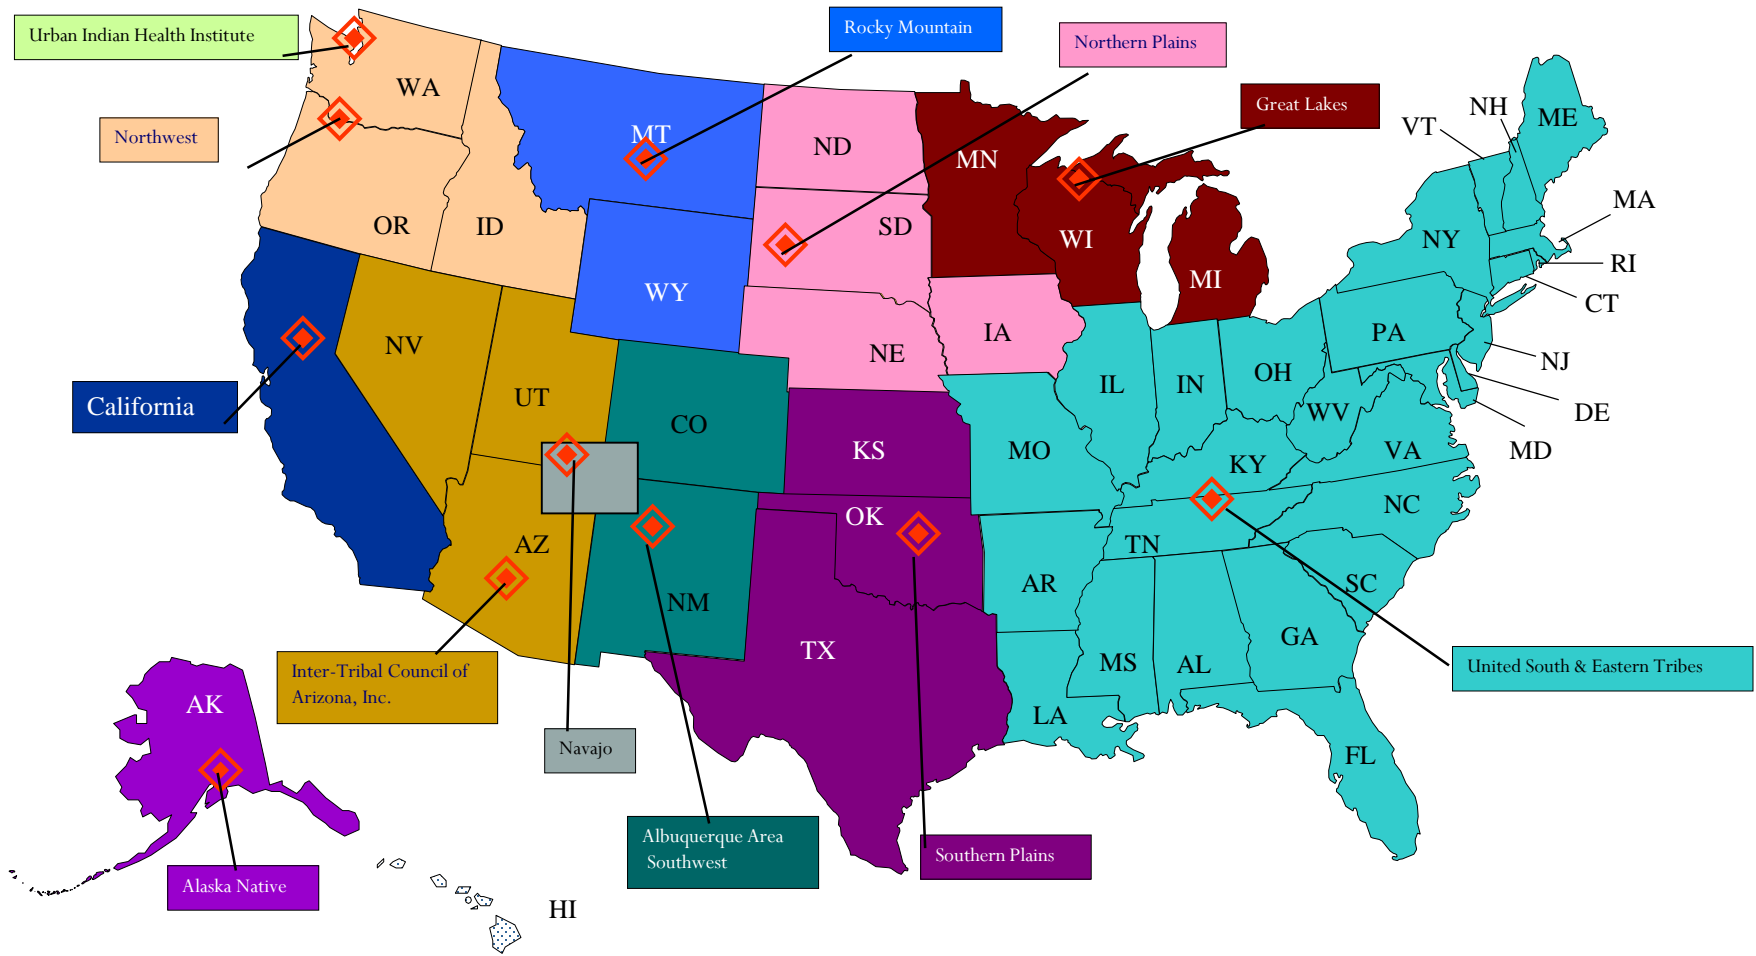 Urban Indian Health Institute
Rocky Mountain
Northern Plains
Great Lakes
Northwest
WA
MT
ND
MN
VT
NH
ME
OR
ID
SD
WI
NY
MA
WY
MI
RI
CT
NV
NE
IA
PA
NJ
California
UT
CO
IL
IN
OH
WV
DE
MD
KS
MO
KY
VA
OK
NC
AZ
TN
NM
AR
SC
TX
MS
AL
GA
United South & Eastern Tribes
Inter-Tribal Council of
Arizona, Inc.
AK
LA
Navajo
FL
Albuquerque Area
Southwest
Southern Plains
Alaska Native
HI